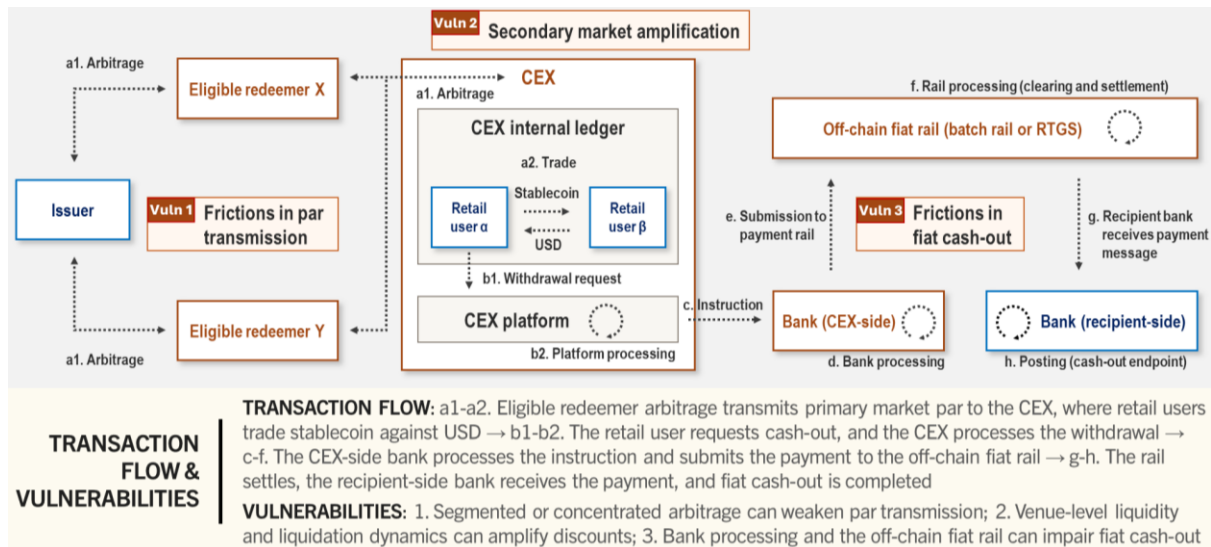 Vuln 2 Secondary market amplification
a1. Arbitrage
Eligible redeemer X
CEX
a1. Arbitrage
f. Rail processing (clearing and settlement)
CEX internal ledger
Off-chain fiat rail (batch rail or RTGS)
a2. Trade
Issuer
Vuln 1 Frictions in par
transmission
Stablecoin
Retail
user α
Retail
user β
USD
e. Submission to
payment rail
Vuln 3 Frictions in
fiat cash-out
g. Recipient bank
receives payment
message
b1. Withdrawal request
Eligible redeemer Y
CEX platform
c. Instruction
Bank (CEX-side)
Bank (recipient-side)
a1. Arbitrage
b2. Platform processing
d. Bank processing
h. Posting (cash-out endpoint)
TRANSACTION
FLOW &
VULNERABILITIES
TRANSACTION FLOW: a1-a2. Eligible redeemer arbitrage transmits primary market par to the CEX, where retail users
trade stablecoin against USD → b1-b2. The retail user requests cash-out, and the CEX processes the withdrawal →
c-f. The CEX-side bank processes the instruction and submits the payment to the off-chain fiat rail → g-h. The rail
settles, the recipient-side bank receives the payment, and fiat cash-out is completed
VULNERABILITIES: 1. Segmented or concentrated arbitrage can weaken par transmission; 2. Venue-level liquidity
and liquidation dynamics can amplify discounts; 3. Bank processing and the off-chain fiat rail can impair fiat cash-out